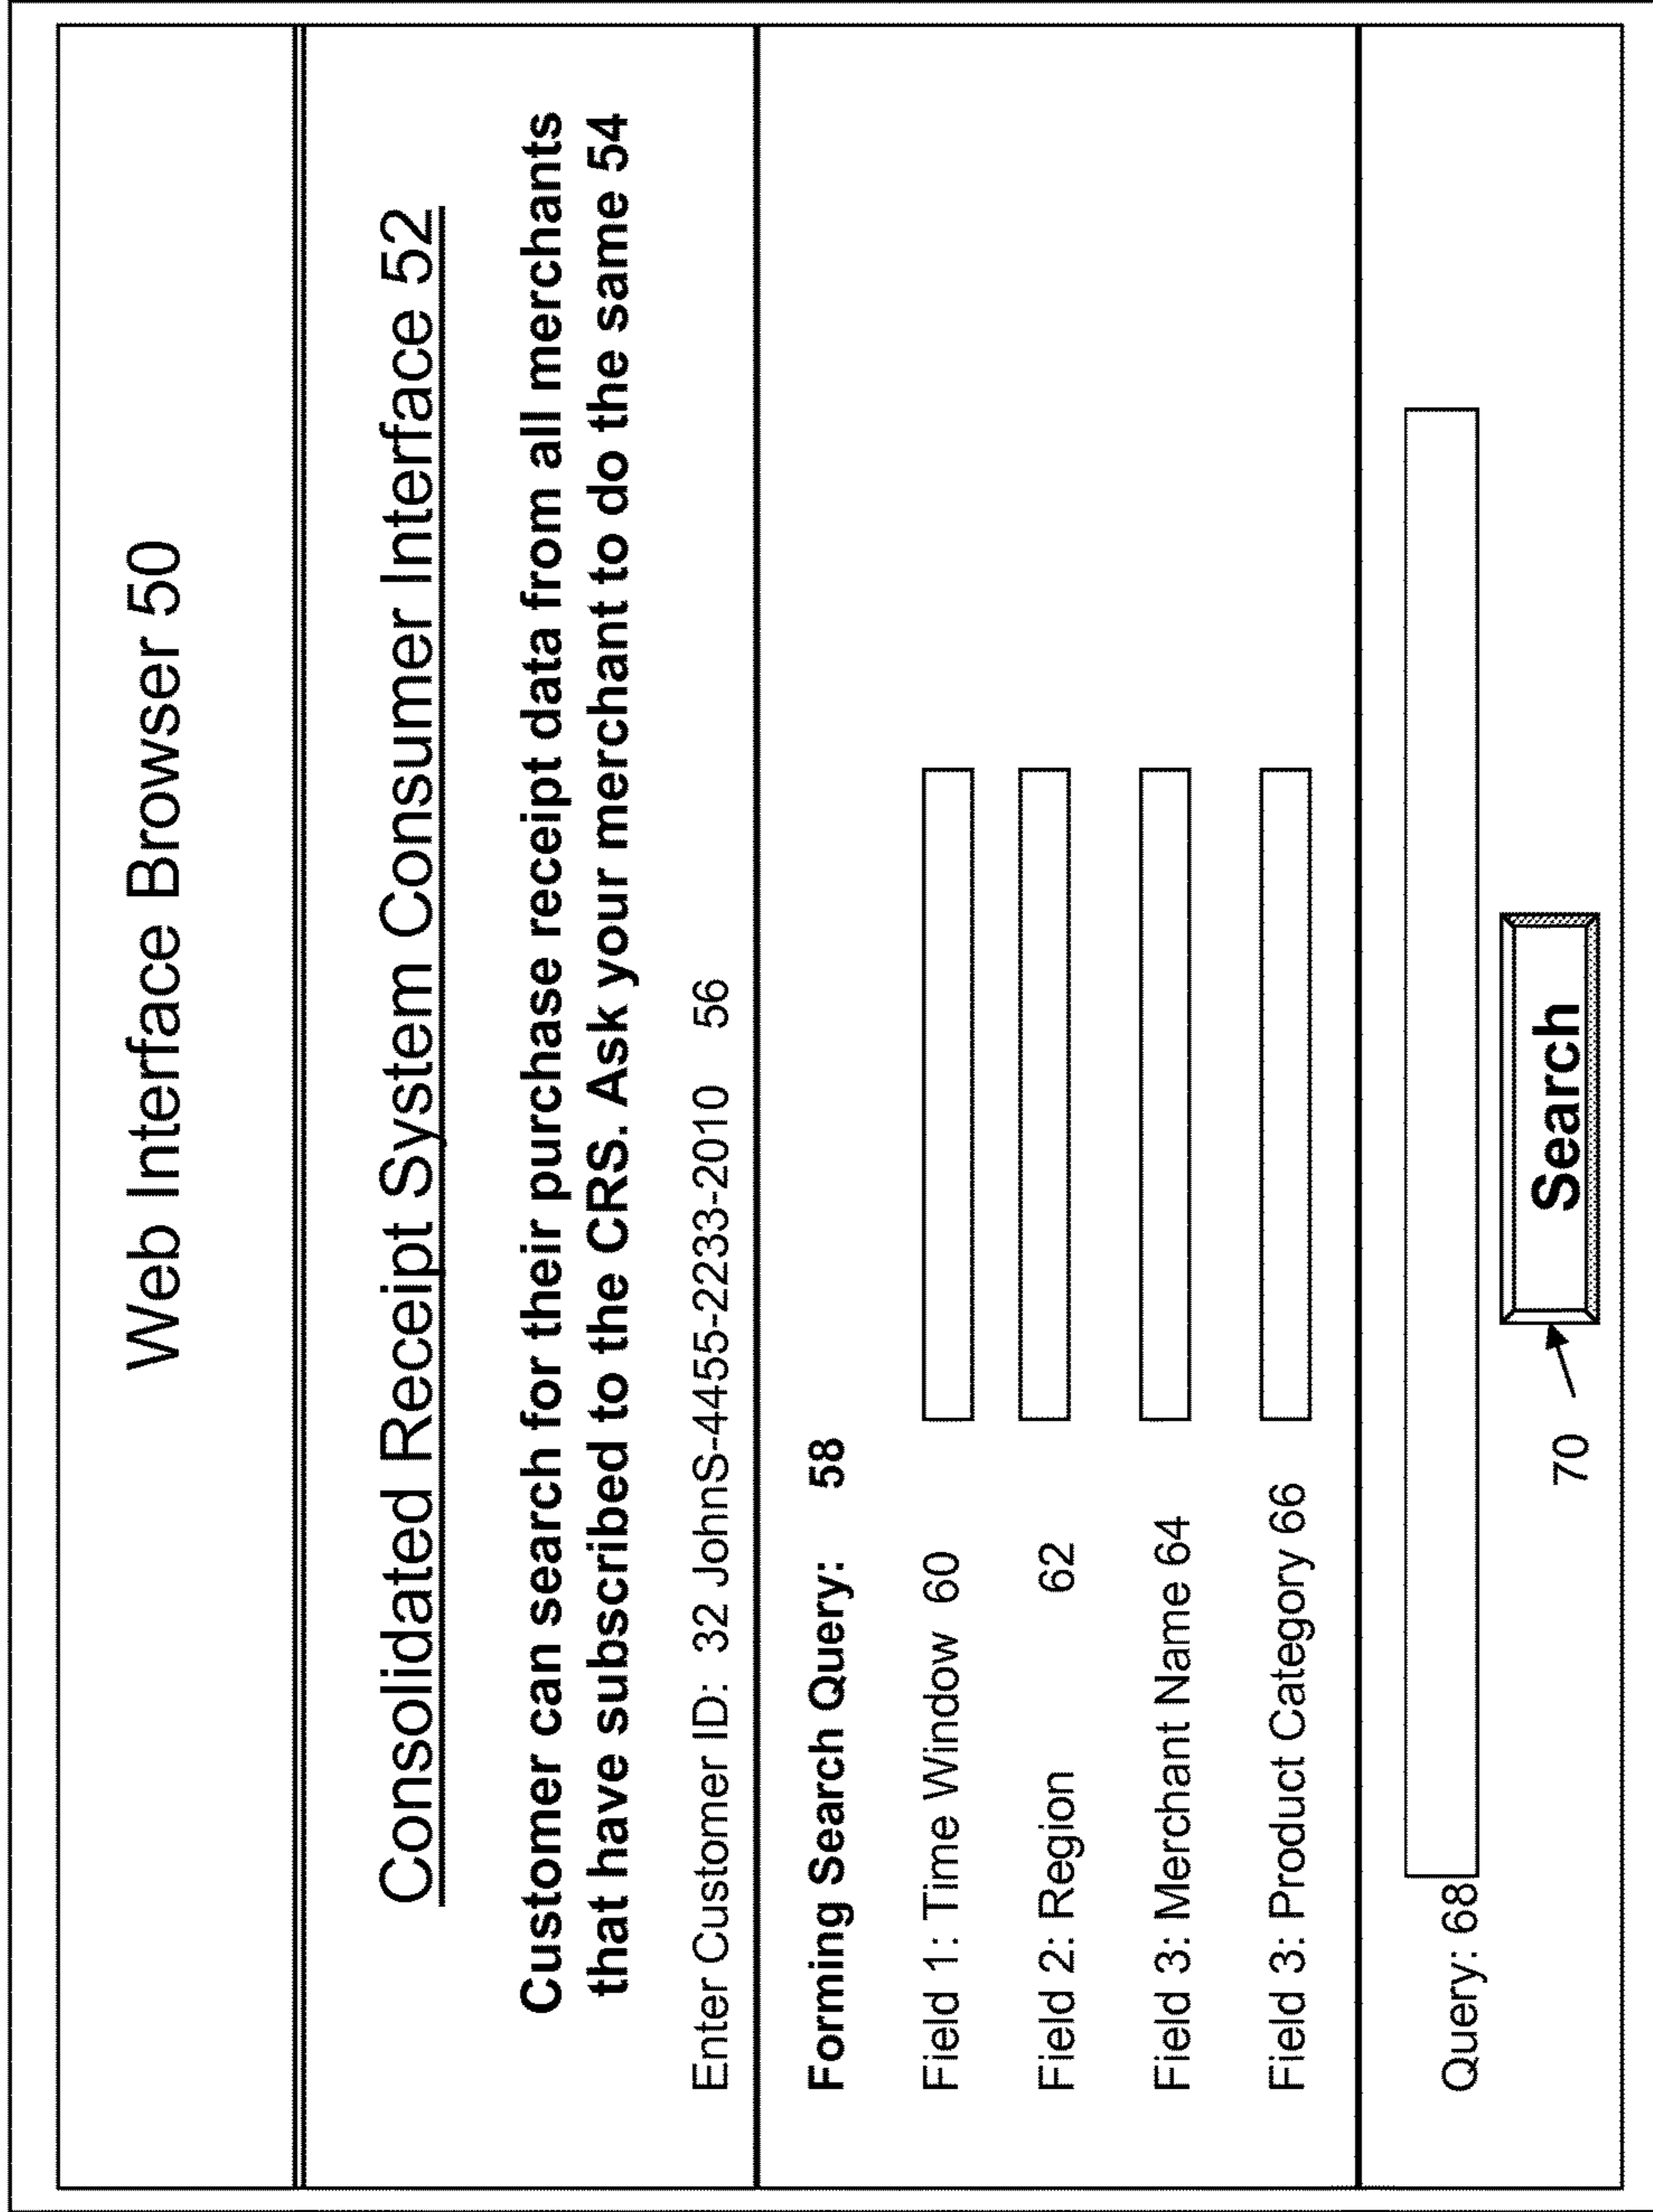 Web Interface Browser 50
Consolidated Receipt System Consumer Interface 52
Customer can search for their purchase receipt data from all merchants
that have subscribed to the CRS. Ask your merchant to do the same 54
Enter Customer ID: 32 JohnS-4455-2233-2010 56
Forming Search Query: 58
Field 1: Time Window 60
Field 2: Region 62
Field 3: Merchant Name 64
Field 3: Product Category 66
Query: 68
70
Search